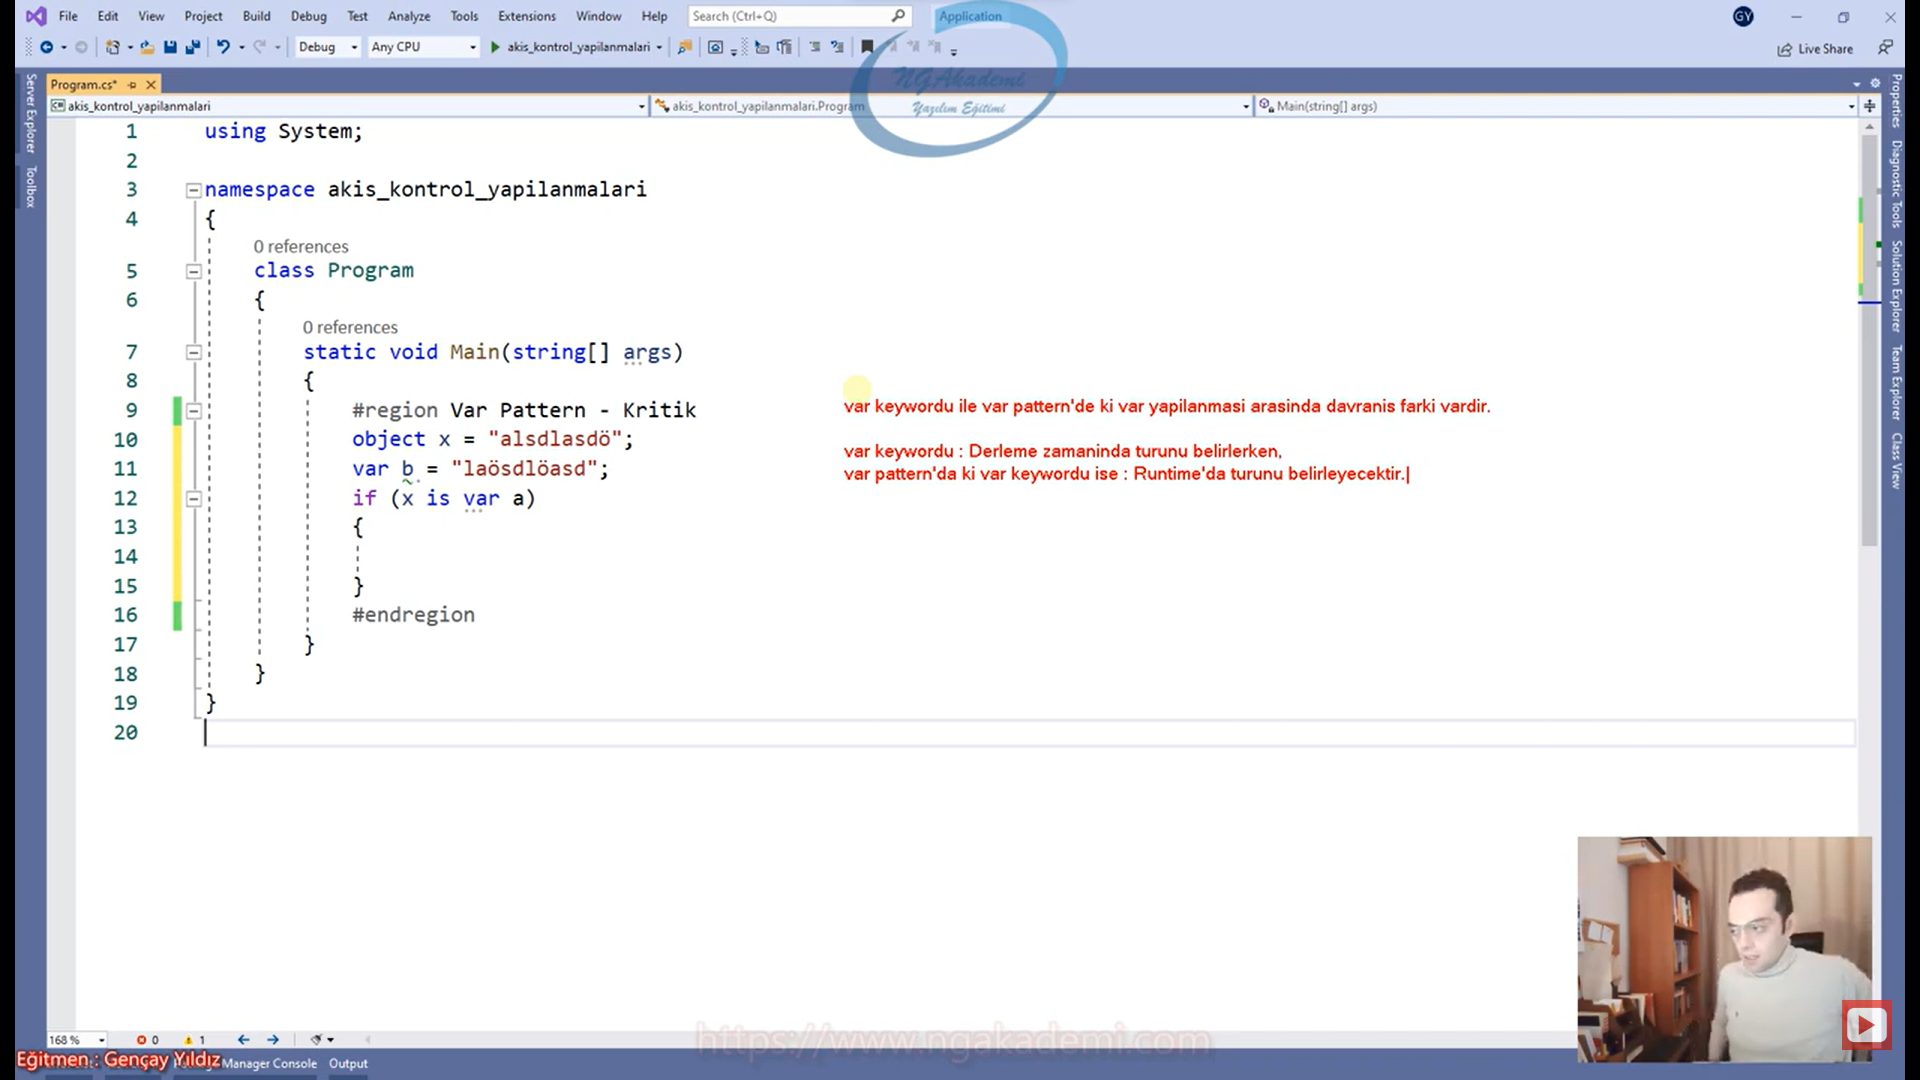 File Edit View Project Build Debug Test Analyze Tools Extensions Window Help Search (Ctrl+Q) Application GY
Debug Any CPU akis_kontrol_yapilanmalari Live Share
NGAkademi
Yazılım Eğitimi
Program.cs*
akis_kontrol_yapilanmalari akis_kontrol_yapilanmalari.Program Main(string[] args)
Server Explorer
Toolbox
Properties
Diagnostic Tools
Solution Explorer
Team Explorer
Class View
1 using System;
2
3 namespace akis_kontrol_yapilanmalari
4 {
0 references
5 class Program
6 {
0 references
7 static void Main(string[] args)
8 {
9 #region Var Pattern - Kritik
10 object x = "alsdlasdö";
11 var b = "laösdlöasd";
12 if (x is var a)
13 {
14
15 }
16 #endregion
17 }
18 }
19 }
20
var keywordu ile var pattern'de ki var yapilanmasi arasinda davranis farki vardir.
var keywordu : Derleme zamaninda turunu belirlerken,
var pattern'da ki var keywordu ise : Runtime'da turunu belirleyecektir.
168 % 0 1
https://www.ngakademi.com
Eğitmen : Gençay Yıldız
Manager Console Output